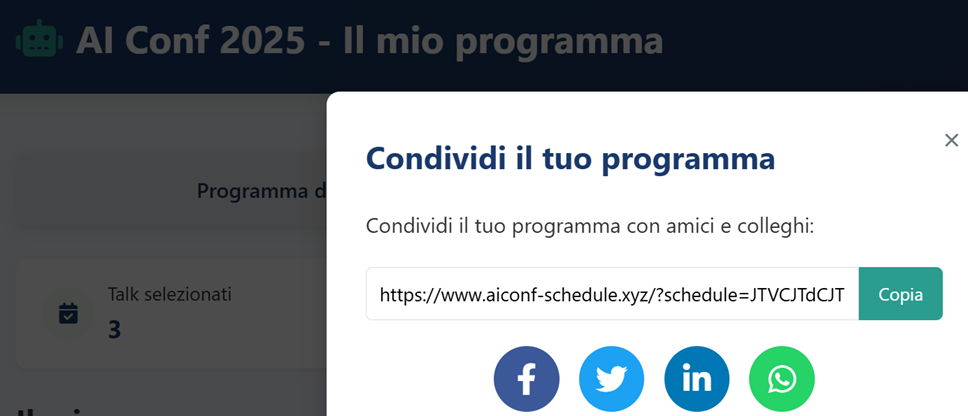 AI Conf 2025 - Il mio programma
Condividi il tuo programma
Programma
Condividi il tuo programma con amici e colleghi:
Talk selezionati
3
https://www.aiconf-schedule.xyz/?schedule=JTVCJTdCJT
Copia